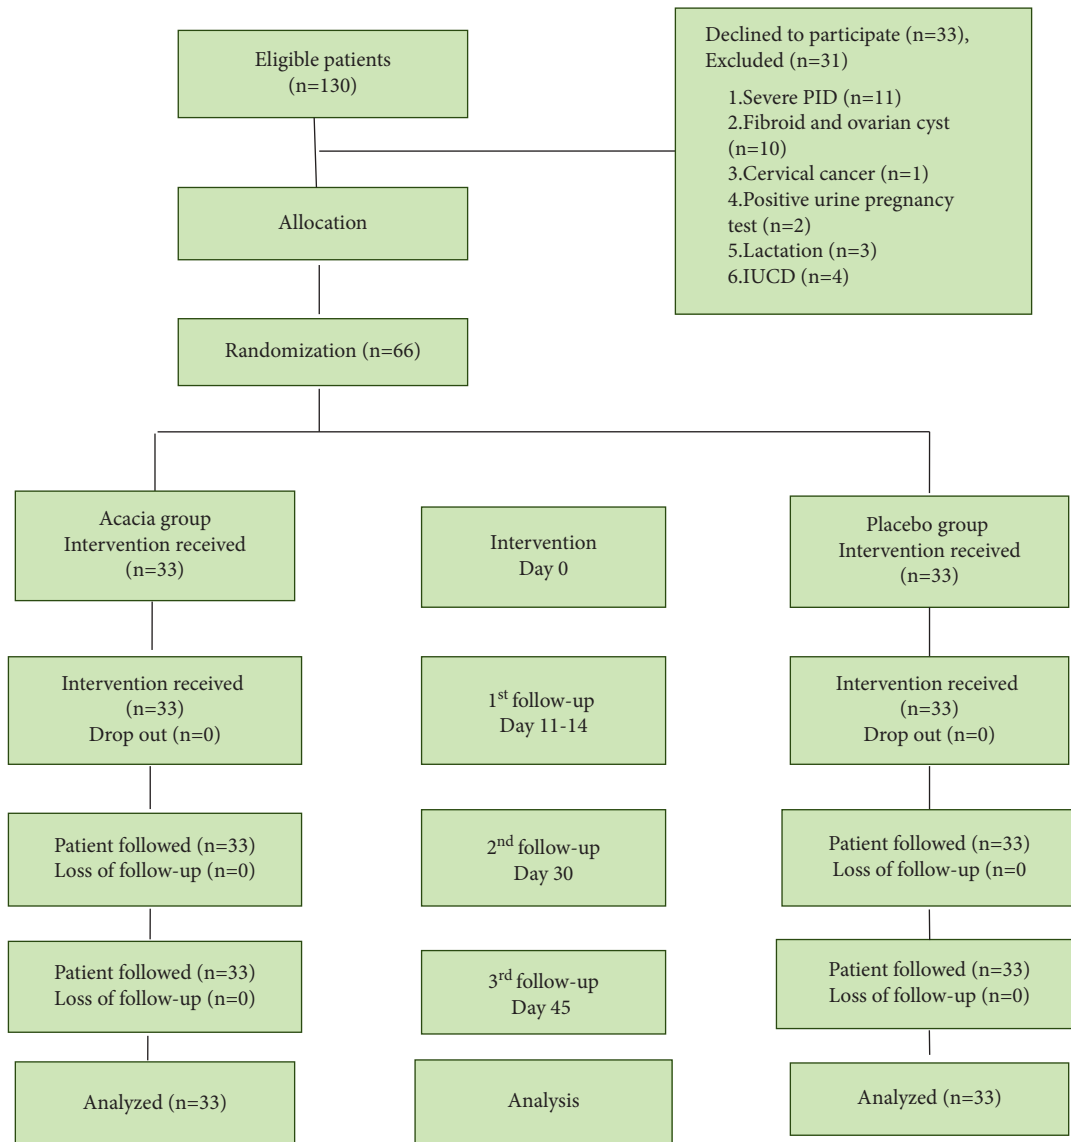 Eligible patients
(n=130)
Declined to participate (n=33),
Excluded (n=31)
1.Severe PID (n=11)
2.Fibroid and ovarian cyst
(n=10)
3.Cervical cancer (n=1)
4.Positive urine pregnancy
test (n=2)
5.Lactation (n=3)
6.IUCD (n=4)
Allocation
Randomization (n=66)
Acacia group
Intervention received
(n=33)
Intervention
Day 0
Placebo group
Intervention received
(n=33)
Intervention received
(n=33)
Drop out (n=0)
1st follow-up
Day 11-14
Intervention received
(n=33)
Drop out (n=0)
Patient followed (n=33)
Loss of follow-up (n=0)
2nd follow-up
Day 30
Patient followed (n=33)
Loss of follow-up (n=0
Patient followed (n=33)
Loss of follow-up (n=0)
3rd follow-up
Day 45
Patient followed (n=33)
Loss of follow-up (n=0)
Analyzed (n=33)
Analysis
Analyzed (n=33)